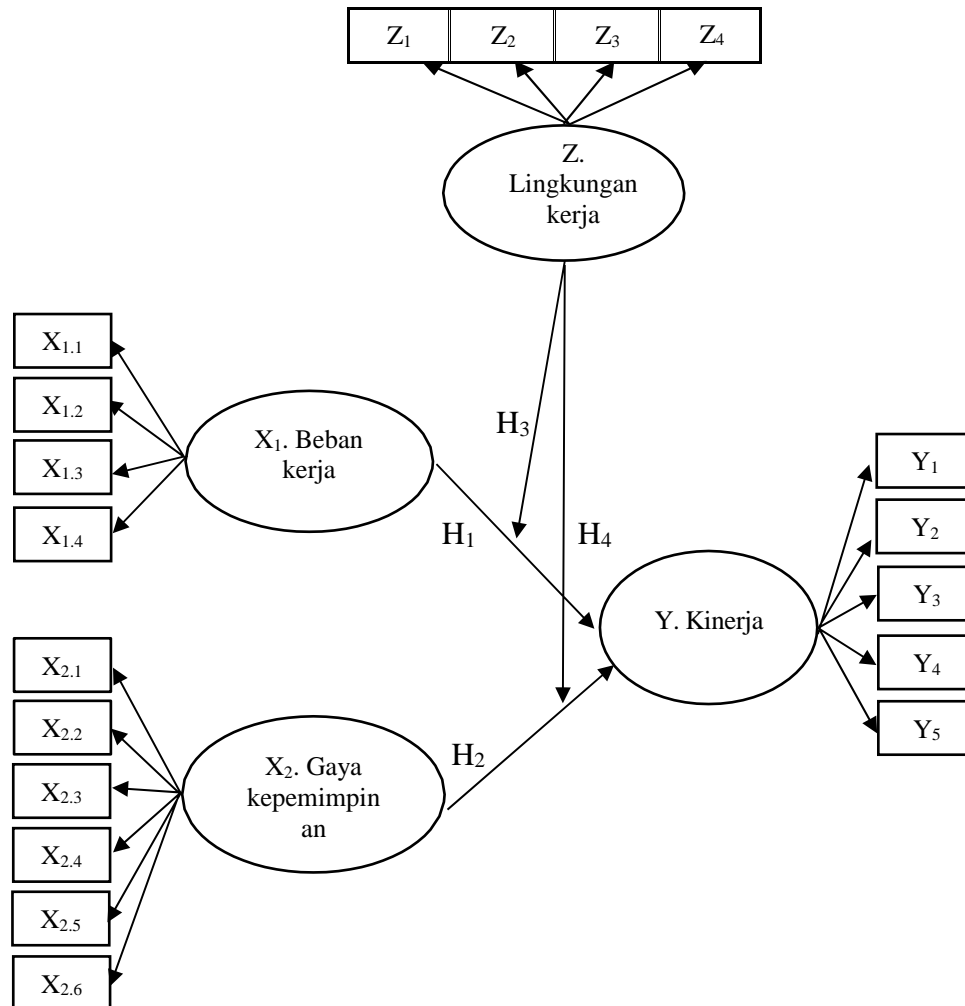 Z₁ Z₂ Z₃ Z₄
Z.
Lingkungan
kerja
X₁.₁
X₁.₂
X₁.₃
X₁.₄
X₁. Beban
kerja
H₃
H₁
H₄
Y₁
Y₂
Y₃
Y₄
Y₅
Y. Kinerja
X₂.₁
X₂.₂
X₂.₃
X₂.₄
X₂.₅
X₂.₆
X₂. Gaya
kepemimpin
an
H₂